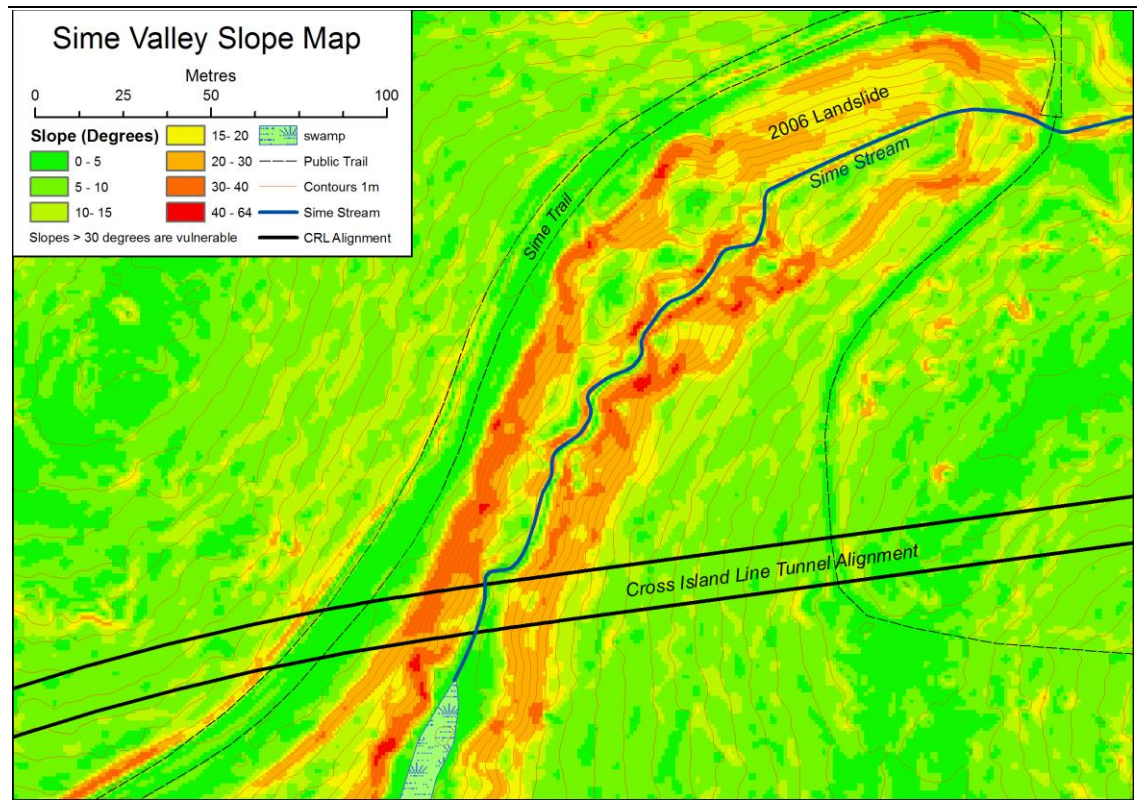 Sime Valley Slope Map
Metres
0 25 50 100
Slope (Degrees)
0 - 5
5 - 10
10- 15
15- 20
20 - 30
30 - 40
40 - 64
swamp
Public Trail
Contours 1m
Sime Stream
CRL Alignment
Slopes > 30 degrees are vulnerable
2006 Landslide
Sime Stream
Sime Trail
Cross Island Line Tunnel Alignment